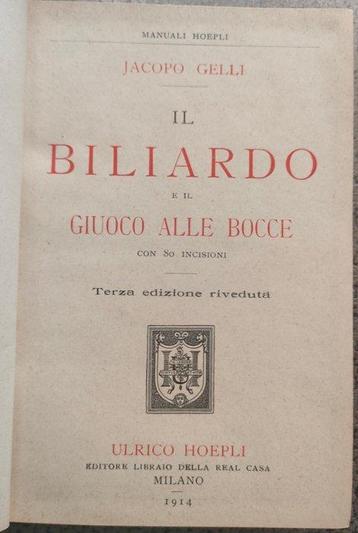 MANUALI HOEPLI
JACOPO GELLI
IL
BILIARDO
E IL
GIUOCO ALLE BOCCE
CON 80 INCISIONI
Terza edizione riveduta
ULRICO HOEPLI
EDITORE LIBRAIO DELLA REAL CASA
MILANO
1914